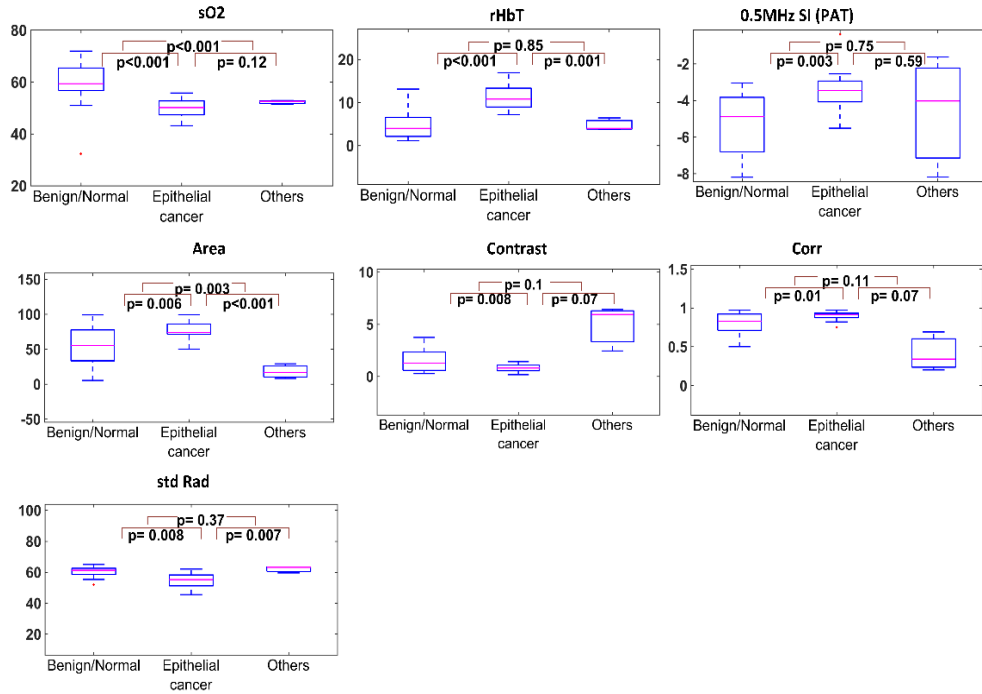 sO2
p<0.001
p<0.001 p= 0.12
80
60
40
20
Benign/Normal Epithelial cancer Others
rHbT
p= 0.85
p<0.001 p= 0.001
20
10
0
Benign/Normal Epithelial cancer Others
0.5MHz SI (PAT)
p= 0.75
p= 0.003 p= 0.59
-2
-4
-6
-8
Benign/Normal Epithelial cancer Others
Area
p= 0.003
p= 0.006 p<0.001
150
100
50
0
-50
Benign/Normal Epithelial cancer Others
Contrast
p= 0.1
p= 0.008 p= 0.07
10
5
0
Benign/Normal Epithelial cancer Others
Corr
p= 0.11
p= 0.01 p= 0.07
1.5
1
0.5
0
Benign/Normal Epithelial cancer Others
std Rad
p= 0.37
p= 0.008 p= 0.007
100
80
60
40
20
Benign/Normal Epithelial cancer Others